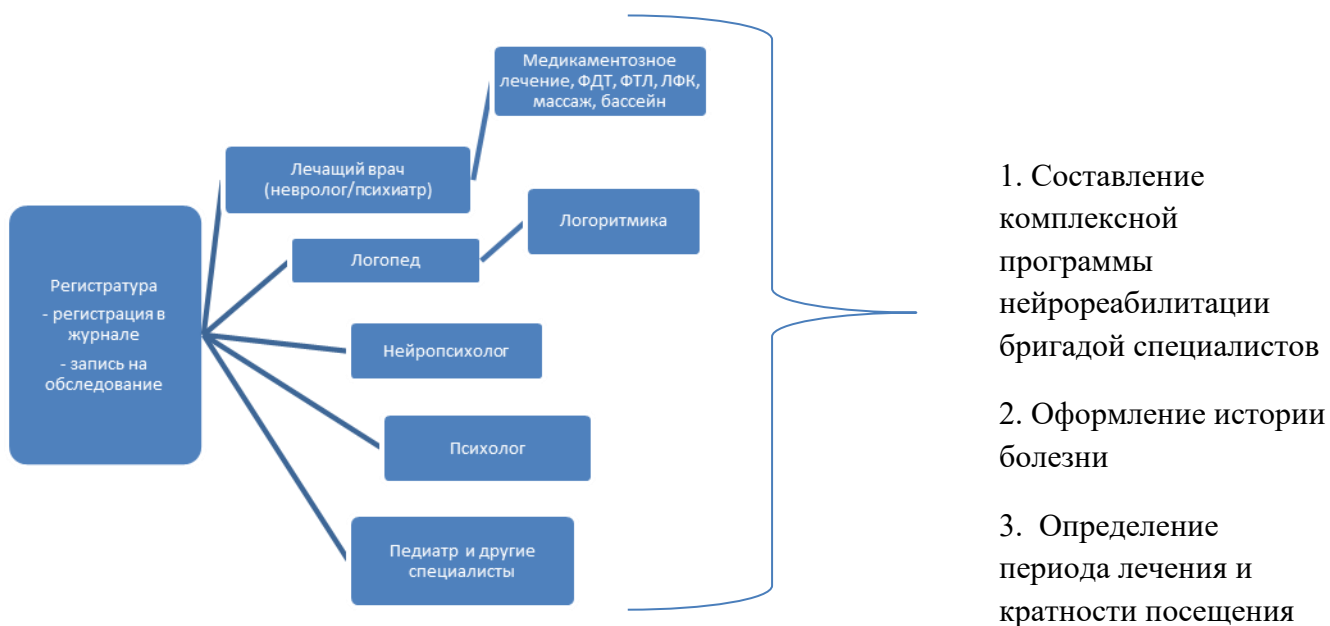 Медикаментозное
лечение, ФДТ, ФТЛ, ЛФК,
массаж, бассейн
Лечащий врач
(невролог/психиатр)
Логоритмика
Логопед
Регистратура
- регистрация в
журнале
- запись на
обследование
Нейропсихолог
Психолог
Педиатр и другие
специалисты
1. Составление
комплексной
программы
нейрореабилитации
бригадой специалистов
2. Оформление истории
болезни
3. Определение
периода лечения и
кратности посещения